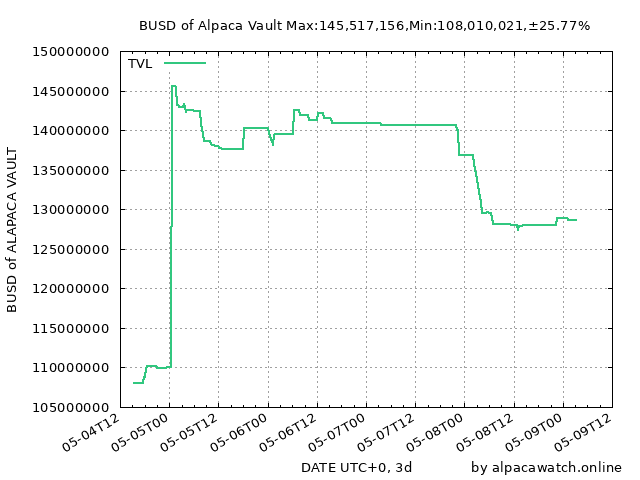 BUSD of Alpaca Vault Max:145,517,156,Min:108,010,021,±25.77%
TVL
BUSD of ALAPACA VAULT
150000000
145000000
140000000
135000000
130000000
125000000
120000000
115000000
110000000
105000000
05-04T12
05-05T00
05-05T12
05-06T00
05-06T12
05-07T00
05-07T12
05-08T00
05-08T12
05-09T00
05-09T12
DATE UTC+0, 3d
by alpacawatch.online